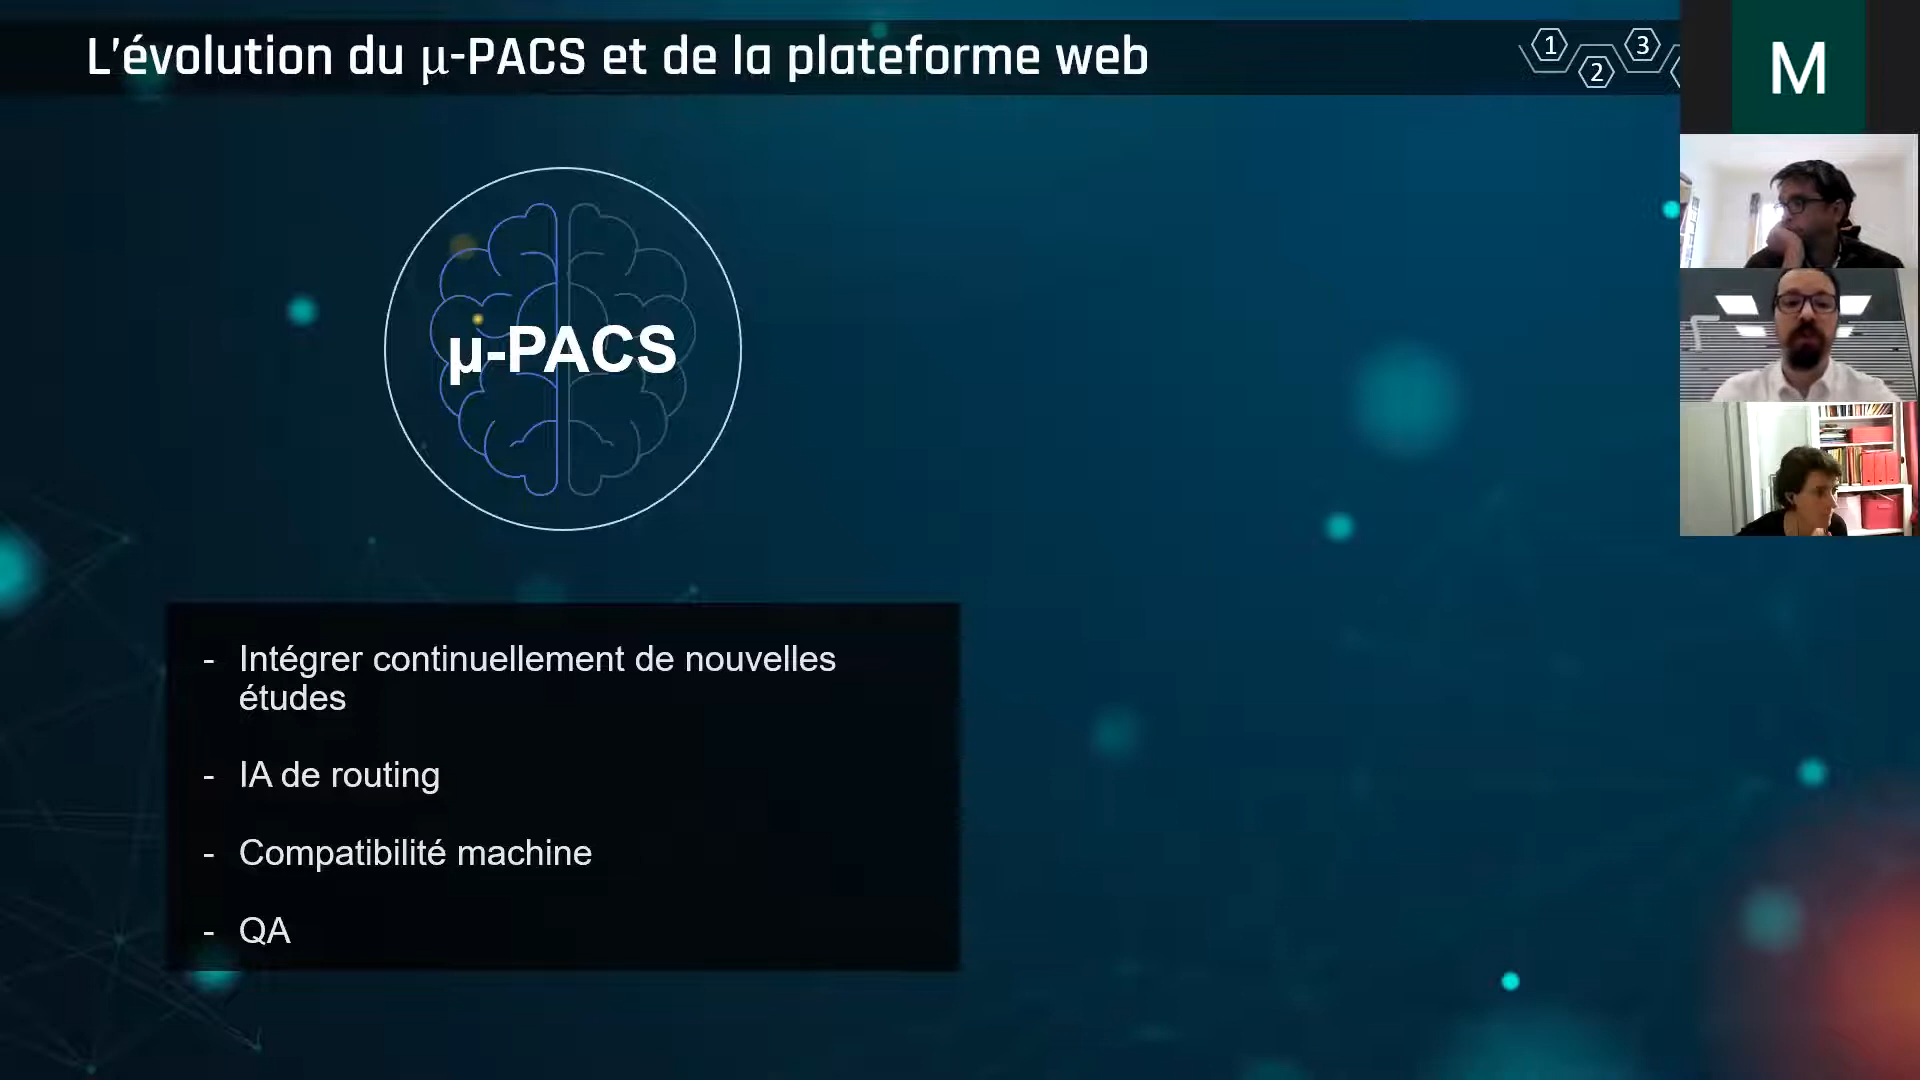 L'évolution du µ-PACS et de la plateforme web
1
2
3
M
µ-PACS
- Intégrer continuellement de nouvelles
études
- IA de routing
- Compatibilité machine
- QA